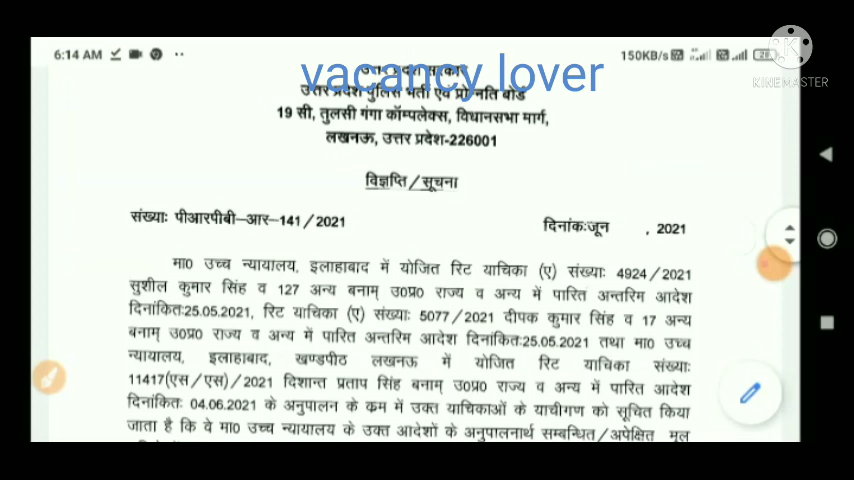 6:14 AM
150KB/s
28
KINEMASTER
vacancy lover
उत्तर प्रदेश सरकार
उत्तर प्रदेश पुलिस भर्ती एवं प्रोन्नति बोर्ड
19 सी, तुलसी गंगा कॉम्पलेक्स, विधानसभा मार्ग,
लखनऊ, उत्तर प्रदेश-226001
विज्ञप्ति/सूचना
संख्याः पीआरपीबी-आर-141/2021
दिनांक:जून , 2021
मा0 उच्च न्यायालय, इलाहाबाद में योजित रिट याचिका (ए) संख्याः 4924/2021
सुशील कुमार सिंह व 127 अन्य बनाम् उ0प्र0 राज्य व अन्य में पारित अन्तरिम आदेश
दिनांकित:25.05.2021, रिट याचिका (ए) संख्याः 5077/2021 दीपक कुमार सिंह व 17 अन्य
बनाम् उ0प्र0 राज्य व अन्य में पारित अन्तरिम आदेश दिनांकित:25.05.2021 तथा मा0 उच्च
न्यायालय, इलाहाबाद, खण्डपीठ लखनऊ में योजित रिट याचिका संख्याः
11417(एस/एस)/2021 दिशान्त प्रताप सिंह बनाम् उ0प्र0 राज्य व अन्य में पारित आदेश
दिनांकित: 04.06.2021 के अनुपालन के क्रम में उक्त याचिकाओं के याचीगण को सूचित किया
जाता है कि वे मा0 उच्च न्यायालय के उक्त आदेशों के अनुपालनार्थ सम्बन्धित/अपेक्षित मूल